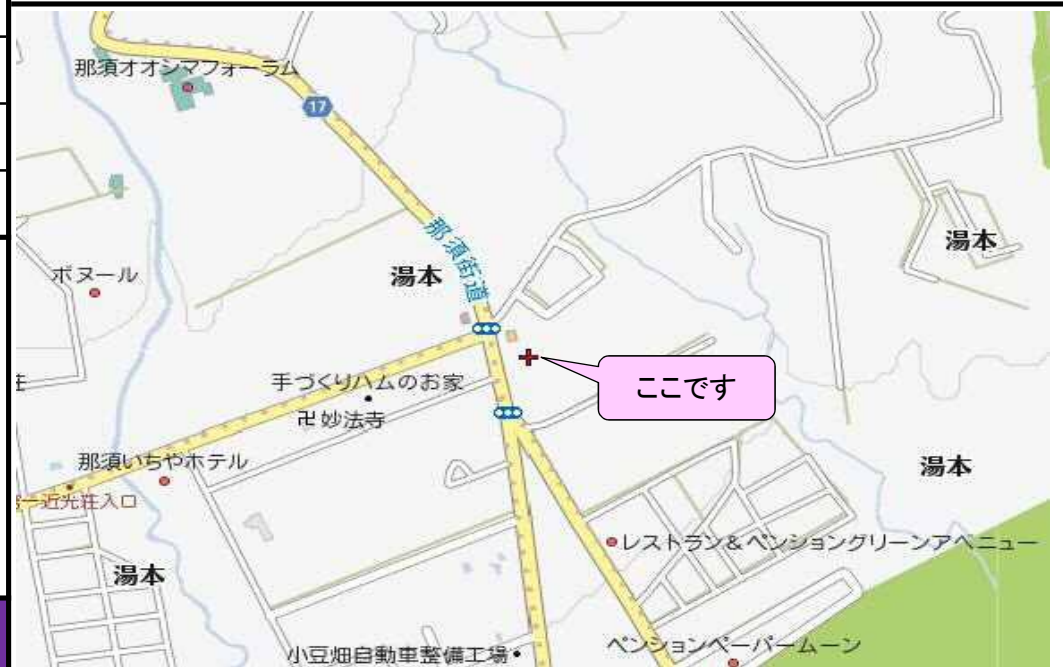 那須オオシマフォーラム
17
那須街道
湯本
湯本
ボヌール
ここです
手づくりハムのお家
卍妙法寺
那須いちやホテル
湯本
一近光荘入口
レストラン&ペンショングリーンアベニュー
湯本
小豆畑自動車整備工場
ペンションペーパームーン